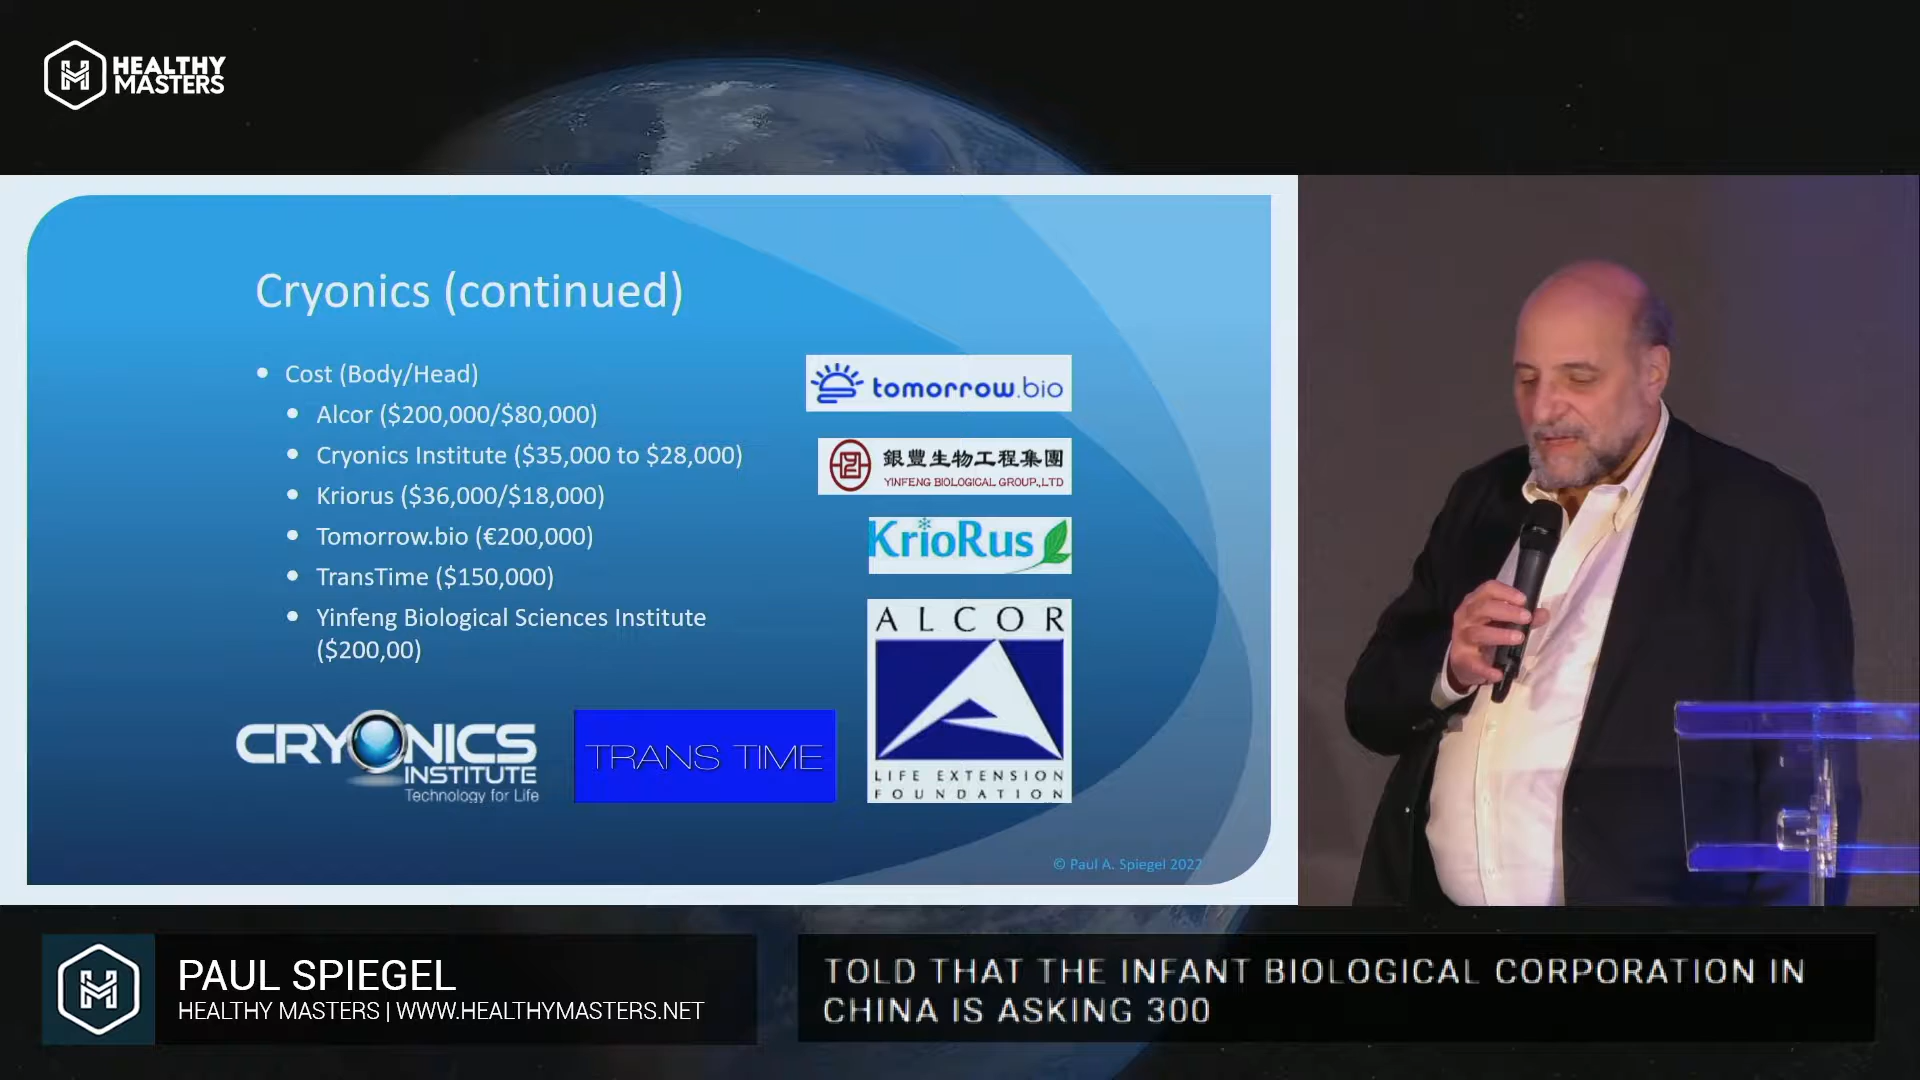 HEALTHY
MASTERS
Cryonics (continued)
• Cost (Body/Head)
• Alcor ($200,000/$80,000)
• Cryonics Institute ($35,000 to $28,000)
• Kriorus ($36,000/$18,000)
• Tomorrow.bio (€200,000)
• TransTime ($150,000)
• Yinfeng Biological Sciences Institute
($200,00)
tomorrow.bio
銀豐生物工程集團
YINFENG BIOLOGICAL GROUP.,LTD
KrioRus
ALCOR
LIFE EXTENSION
FOUNDATION
CRYONICS
INSTITUTE
Technology for Life
TRANS TIME
© Paul A. Spiegel 2022
PAUL SPIEGEL
HEALTHY MASTERS | WWW.HEALTHYMASTERS.NET
TOLD THAT THE INFANT BIOLOGICAL CORPORATION IN
CHINA IS ASKING 300